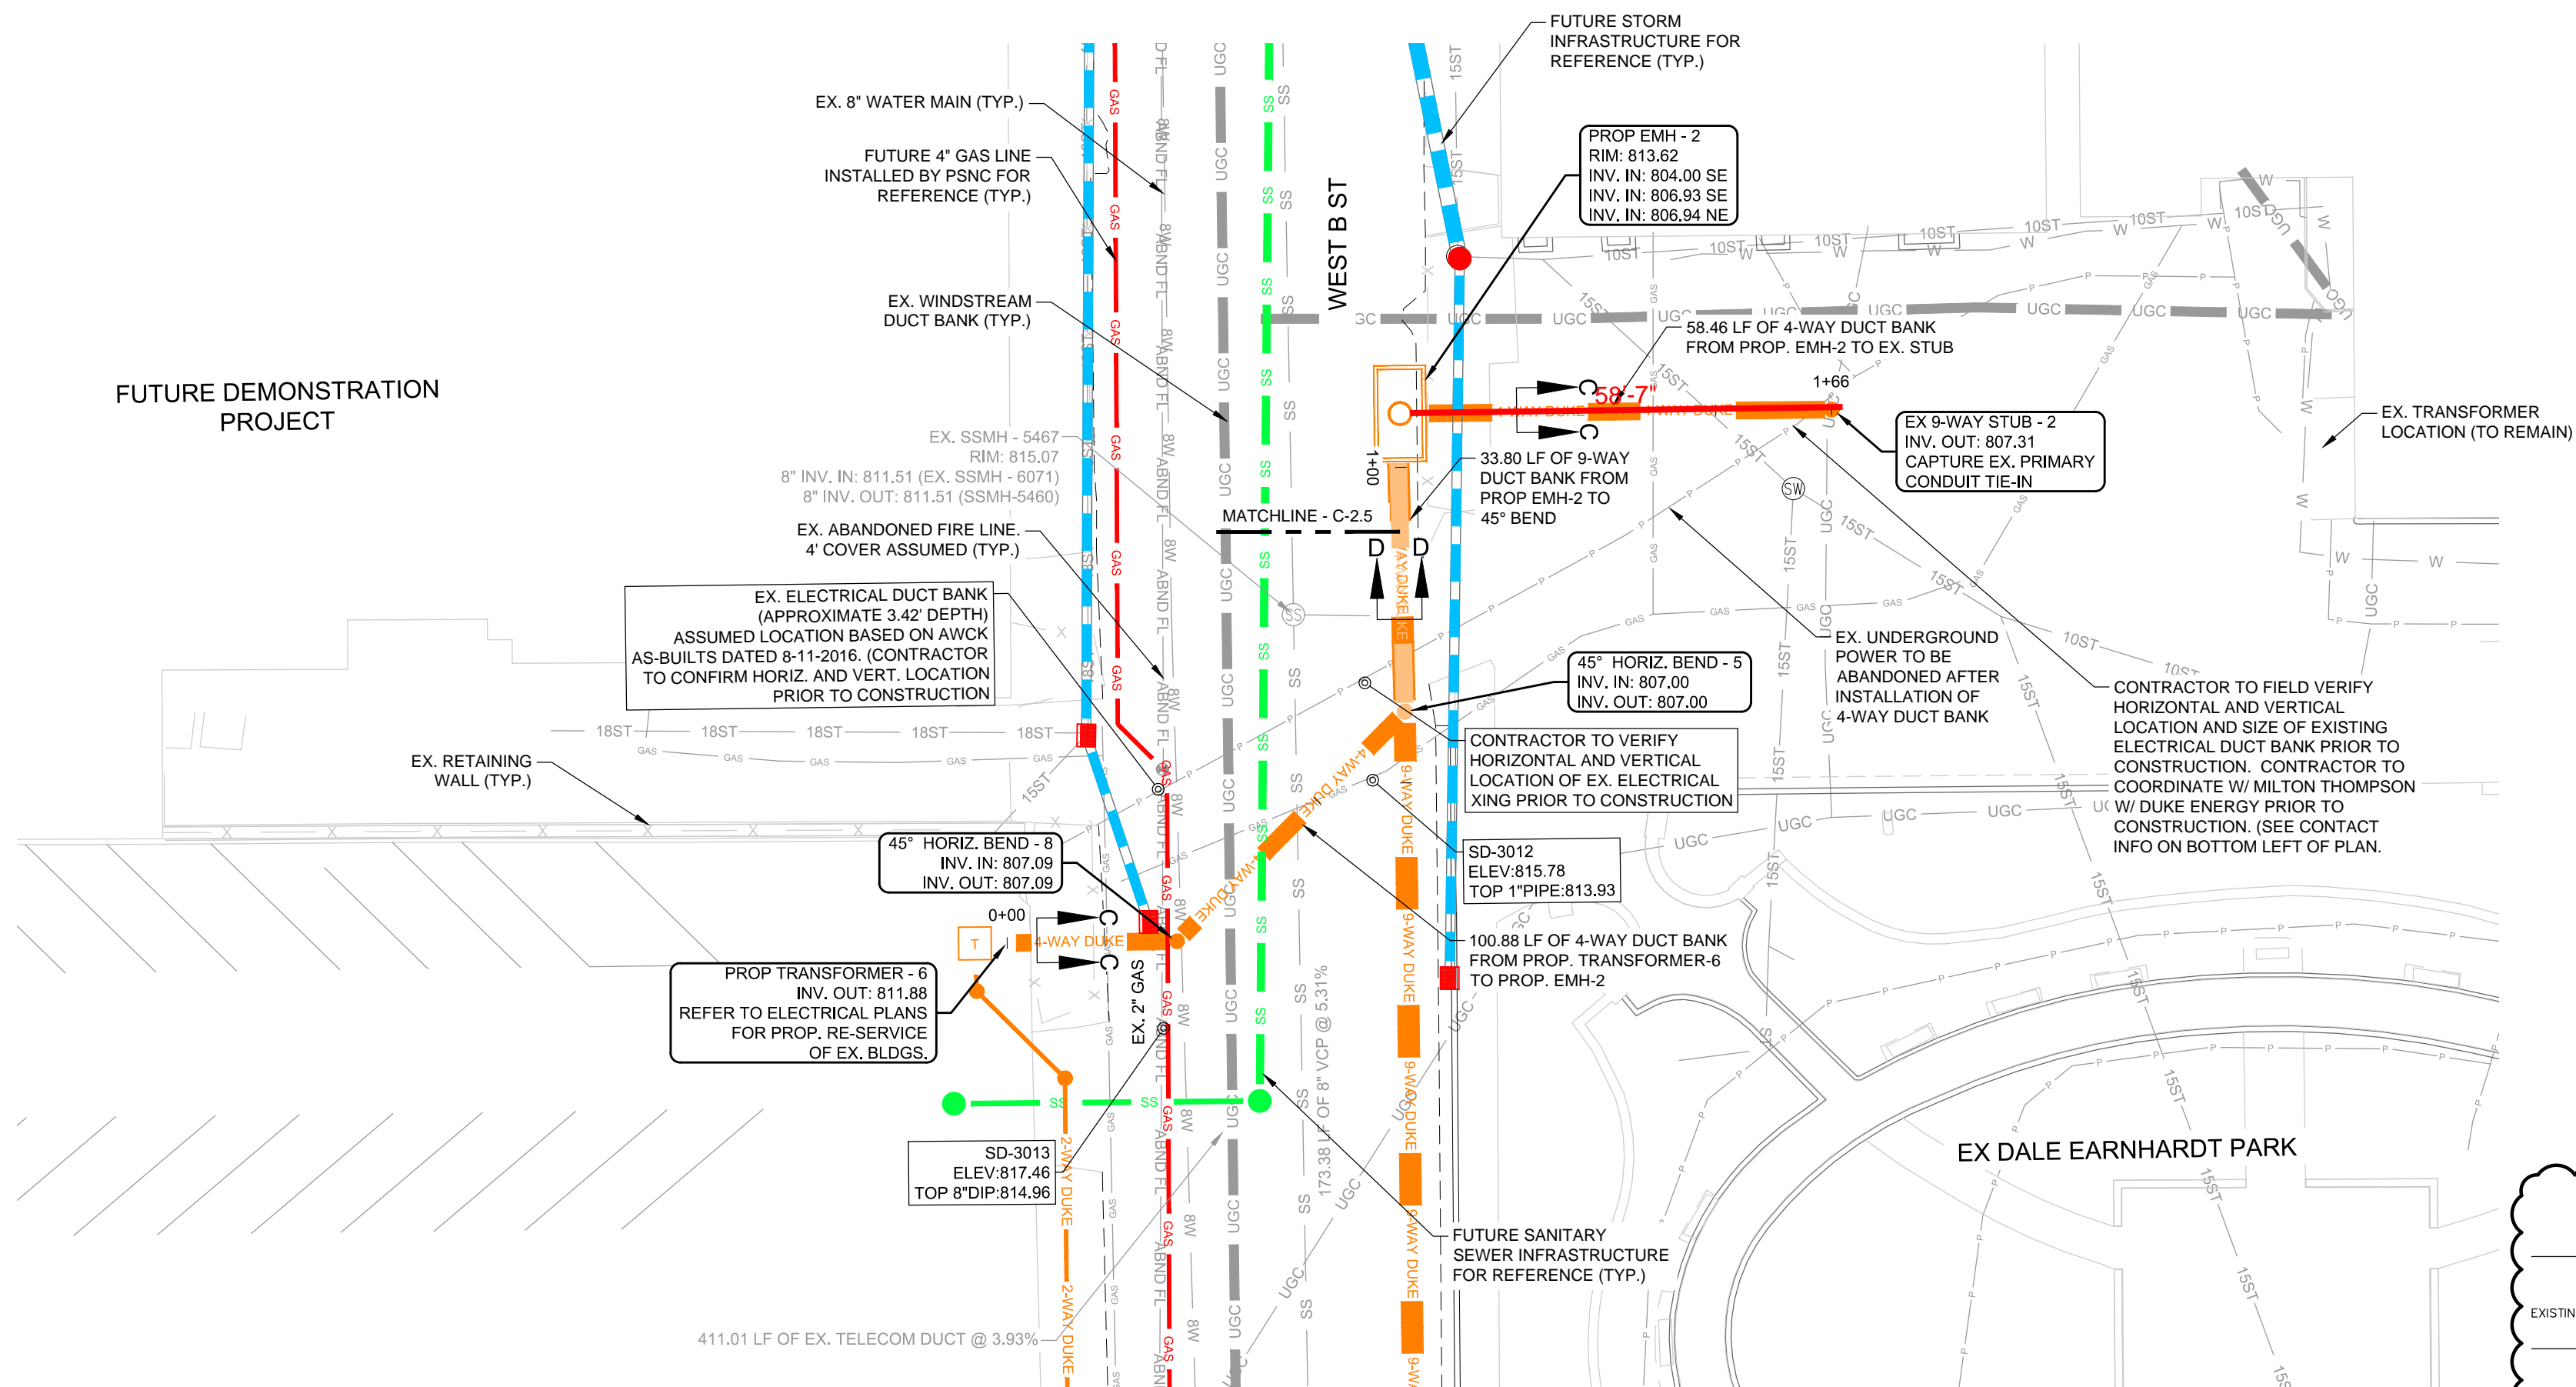 FUTURE STORM
INFRASTRUCTURE FOR
REFERENCE (TYP.)
EX. 8" WATER MAIN (TYP.)
FUTURE 4" GAS LINE
INSTALLED BY PSNC FOR
REFERENCE (TYP.)
EX. WINDSTREAM
DUCT BANK (TYP.)
WEST B ST
PROP EMH - 2
RIM: 813.62
INV. IN: 804.00 SE
INV. IN: 806.93 SE
INV. IN: 806.94 NE
58.46 LF OF 4-WAY DUCT BANK
FROM PROP. EMH-2 TO EX. STUB
1+66
58'-7"
C
C
EX 9-WAY STUB - 2
INV. OUT: 807.31
CAPTURE EX. PRIMARY
CONDUIT TIE-IN
EX. TRANSFORMER
LOCATION (TO REMAIN)
FUTURE DEMONSTRATION
PROJECT
EX. SSMH - 5467
RIM: 815.07
8" INV. IN: 811.51 (EX. SSMH - 6071)
8" INV. OUT: 811.51 (SSMH-5460)
1+00
33.80 LF OF 9-WAY
DUCT BANK FROM
PROP EMH-2 TO
45° BEND
MATCHLINE - C-2.5
D D
EX. ABANDONED FIRE LINE.
4' COVER ASSUMED (TYP.)
EX. ELECTRICAL DUCT BANK
(APPROXIMATE 3.42' DEPTH)
ASSUMED LOCATION BASED ON AWCK
AS-BUILTS DATED 8-11-2016. (CONTRACTOR
TO CONFIRM HORIZ. AND VERT. LOCATION
PRIOR TO CONSTRUCTION
45° HORIZ. BEND - 5
INV. IN: 807.00
INV. OUT: 807.00
EX. UNDERGROUND
POWER TO BE
ABANDONED AFTER
INSTALLATION OF
4-WAY DUCT BANK
CONTRACTOR TO FIELD VERIFY
HORIZONTAL AND VERTICAL
LOCATION AND SIZE OF EXISTING
ELECTRICAL DUCT BANK PRIOR TO
CONSTRUCTION. CONTRACTOR TO
COORDINATE W/ MILTON THOMPSON
W/ DUKE ENERGY PRIOR TO
CONSTRUCTION. (SEE CONTACT
INFO ON BOTTOM LEFT OF PLAN.
CONTRACTOR TO VERIFY
HORIZONTAL AND VERTICAL
LOCATION OF EX. ELECTRICAL
XING PRIOR TO CONSTRUCTION
EX. RETAINING
WALL (TYP.)
18ST 18ST 18ST 18ST 18ST
45° HORIZ. BEND - 8
INV. IN: 807.09
INV. OUT: 807.09
SD-3012
ELEV:815.78
TOP 1"PIPE:813.93
0+00
C
C
T
4-WAY DUKE
4-WAY DUKE
9-WAY DUKE
PROP TRANSFORMER - 6
INV. OUT: 811.88
REFER TO ELECTRICAL PLANS
FOR PROP. RE-SERVICE
OF EX. BLDGS.
EX. 2" GAS
100.88 LF OF 4-WAY DUCT BANK
FROM PROP. TRANSFORMER-6
TO PROP. EMH-2
173.38 LF OF 8" VCP @ 5.31%
SD-3013
ELEV:817.46
TOP 8"DIP:814.96
2-WAY DUKE
2-WAY DUKE
EX DALE EARNHARDT PARK
FUTURE SANITARY
SEWER INFRASTRUCTURE
FOR REFERENCE (TYP.)
411.01 LF OF EX. TELECOM DUCT @ 3.93%
EXISTIN